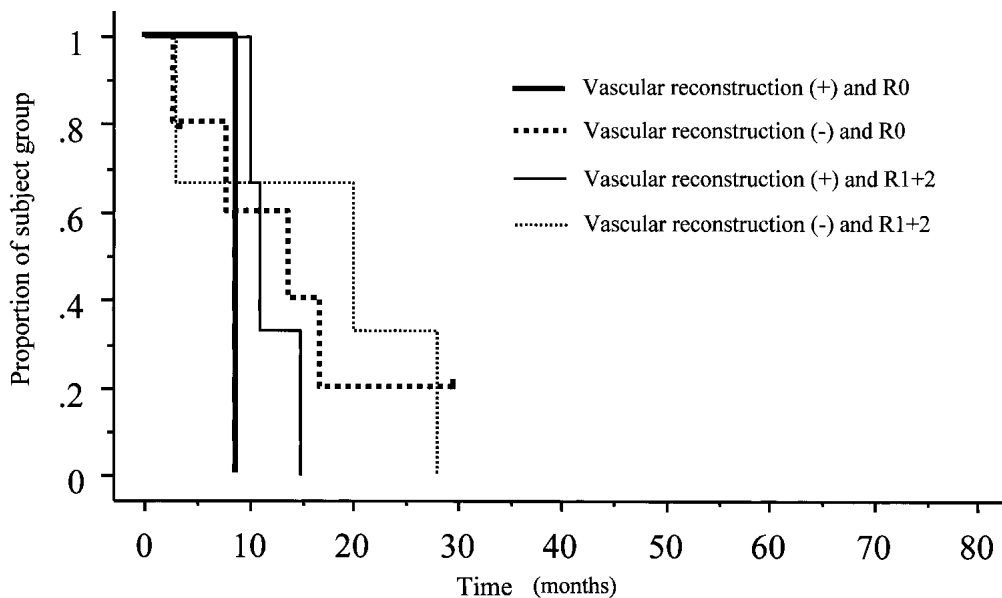 1
.8
.6
.4
.2
0
Proportion of subject group
Vascular reconstruction (+) and R0
Vascular reconstruction (-) and R0
Vascular reconstruction (+) and R1+2
Vascular reconstruction (-) and R1+2
0 10 20 30 40 50 60 70 80
Time (months)